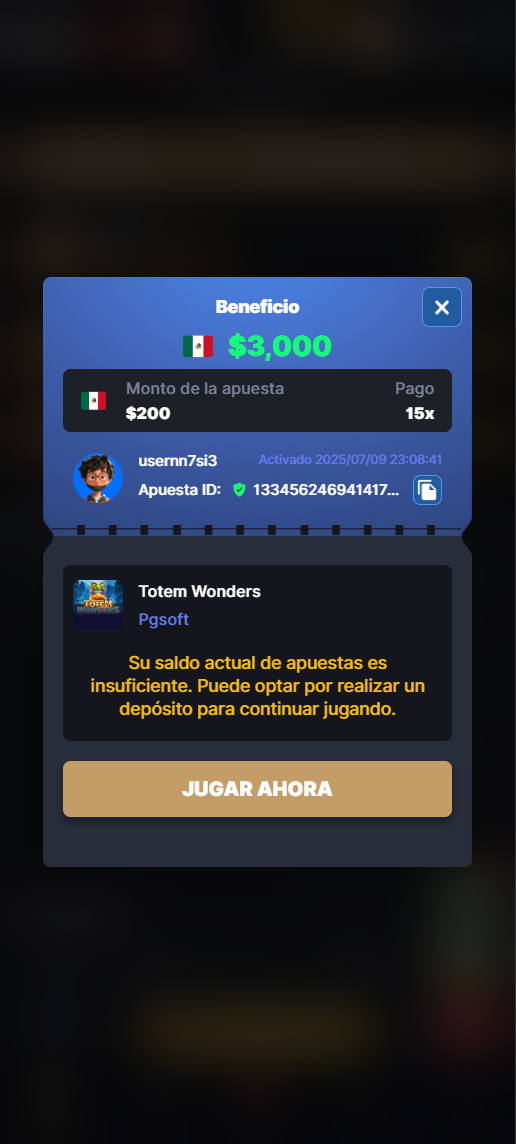 Beneficio
$3,000
Monto de la apuesta Pago
$200 15x
usernn7si3 Activado 2025/07/09 23:08:41
Apuesta ID: 133456246941417...
TOTEM
WONDERS
Totem Wonders
Pgsoft
Su saldo actual de apuestas es
insuficiente. Puede optar por realizar un
depósito para continuar jugando.
JUGAR AHORA